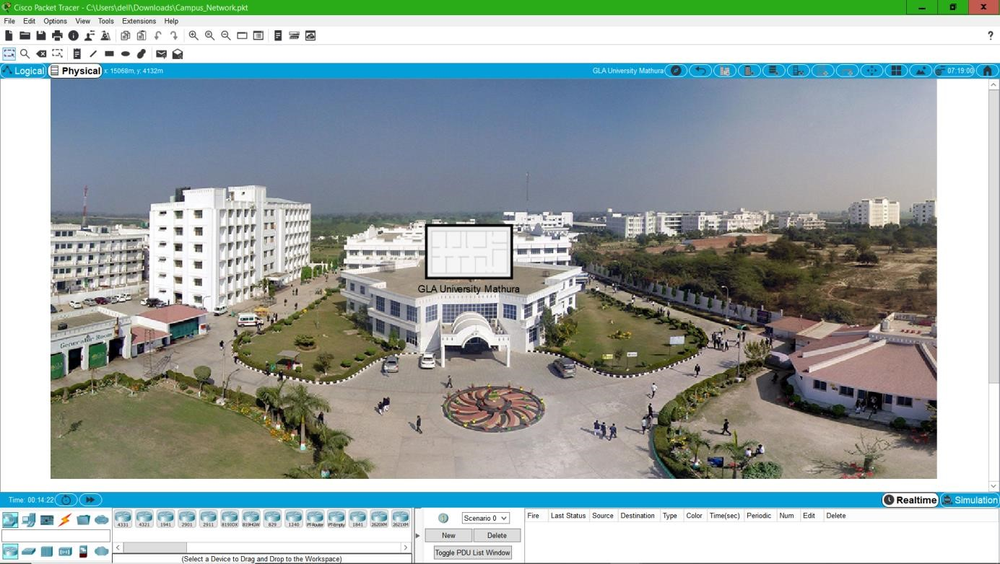 Cisco Packet Tracer - C:\Users\dell\Downloads\Campus_Network.pkt
File Edit Options View Tools Extensions Help
?
Logical Physical x: 15068m, y: 4132m GLA University Mathura 07:19:00
GLA University Mathura
Generator Room
Time: 00:14:22 Realtime Simulation
4331 4321 1941 2901 2911 819IOX 819HGW 829 1240 PT-Router PT-Empty 1841 2620XM 2621XM
Scenario 0
New Delete
Toggle PDU List Window
Fire Last Status Source Destination Type Color Time(sec) Periodic Num Edit Delete
(Select a Device to Drag and Drop to the Workspace)